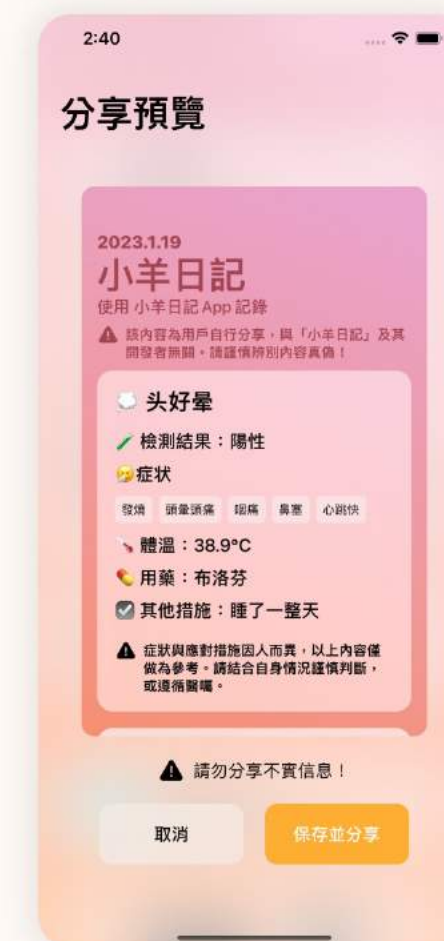 2:40
分享預覽
2023.1.19
小羊日記
使用 小羊日記 App 記錄
該內容為用戶自行分享，與「小羊日記」及其
開發者無關。請謹慎辨別內容真偽！
头好晕
檢測結果：陽性
症状
發燒 頭暈頭痛 咽痛 鼻塞 心跳快
體溫：38.9°C
用藥：布洛芬
其他措施：睡了一整天
症狀與應對措施因人而異，以上內容僅
做為參考。請結合自身情況謹慎判斷，
或遵循醫囑。
請勿分享不實信息！
取消 保存並分享